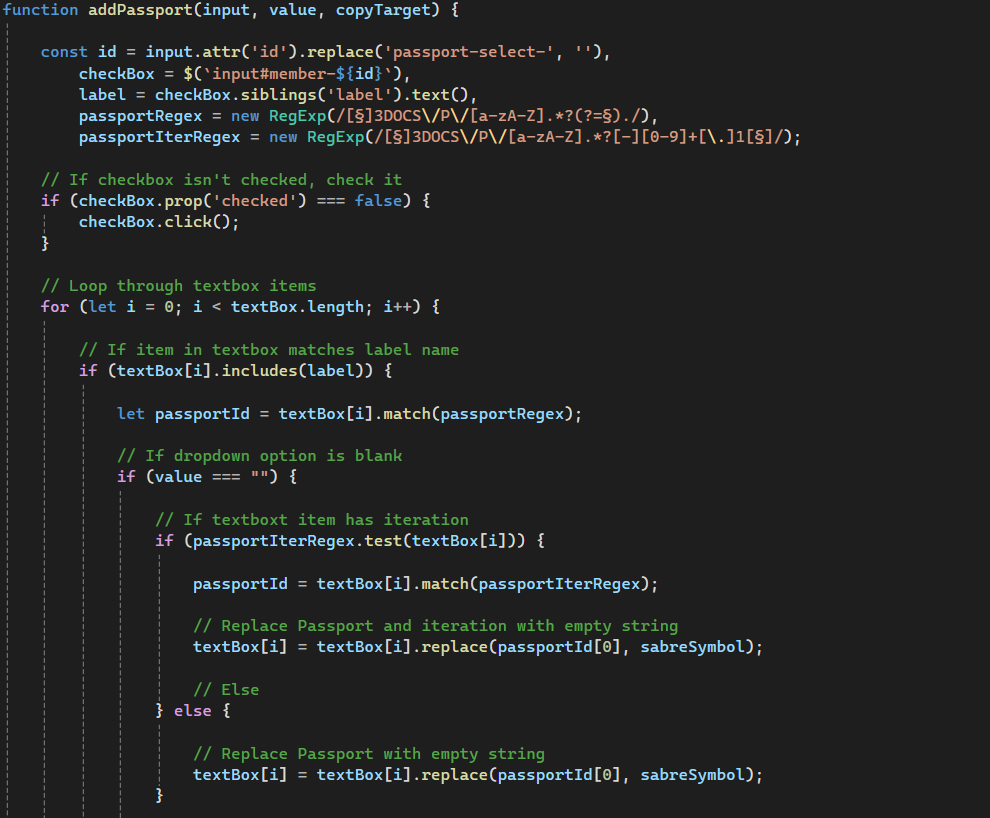 function addPassport(input, value, copyTarget) {
const id = input.attr('id').replace('passport-select-', ''),
checkBox = $(`input#member-${id}`),
label = checkBox.siblings('label').text(),
passportRegex = new RegExp(/[§]3DOCS\/P\/[a-zA-Z].*?(?=§)./),
passportIterRegex = new RegExp(/[§]3DOCS\/P\/[a-zA-Z].*?[-][0-9]+[\.]1[§]/);
// If checkbox isn't checked, check it
if (checkBox.prop('checked') === false) {
checkBox.click();
}
// Loop through textbox items
for (let i = 0; i < textBox.length; i++) {
// If item in textbox matches label name
if (textBox[i].includes(label)) {
let passportId = textBox[i].match(passportRegex);
// If dropdown option is blank
if (value === "") {
// If textboxt item has iteration
if (passportIterRegex.test(textBox[i])) {
passportId = textBox[i].match(passportIterRegex);
// Replace Passport and iteration with empty string
textBox[i] = textBox[i].replace(passportId[0], sabreSymbol);
// Else
} else {
// Replace Passport with empty string
textBox[i] = textBox[i].replace(passportId[0], sabreSymbol);
}